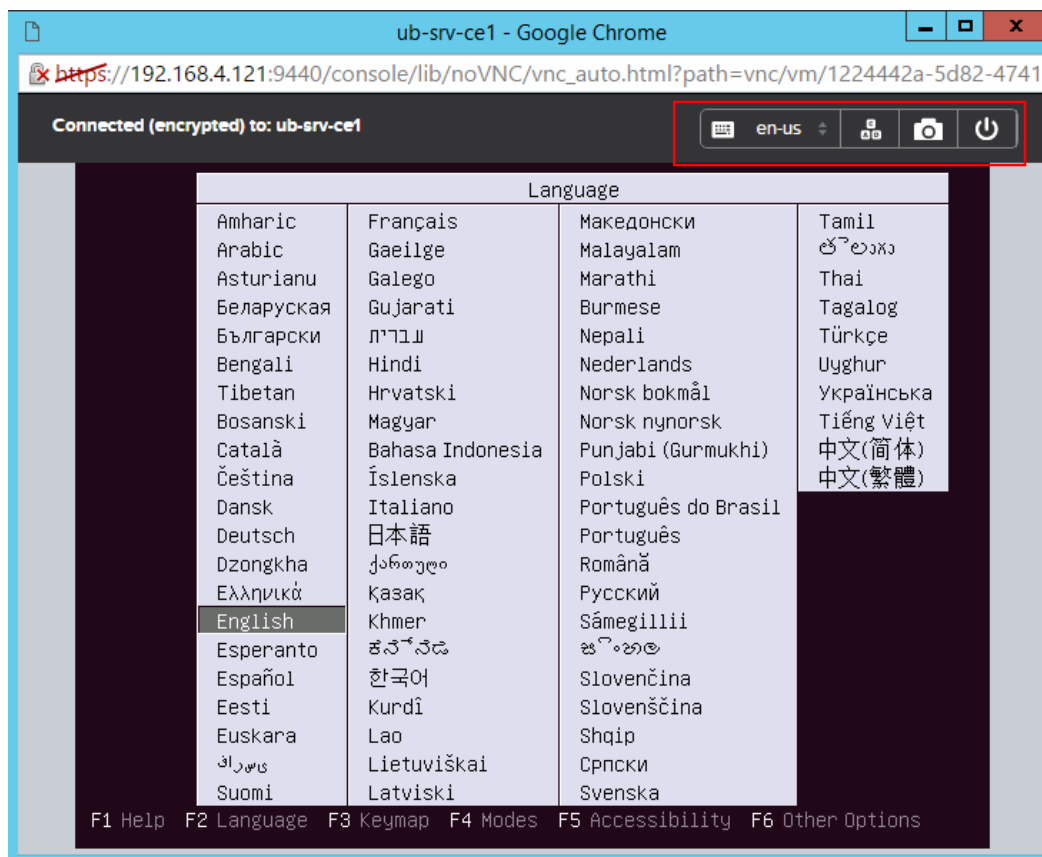 ub-srv-ce1 - Google Chrome
https://192.168.4.121:9440/console/lib/noVNC/vnc_auto.html?path=vnc/vm/1224442a-5d82-4741
Connected (encrypted) to: ub-srv-ce1
en-us
Language
Amharic Français Македонски Tamil
Arabic Gaeilge Malayalam
Asturianu Galego Marathi Thai
Беларуская Gujarati Burmese Tagalog
Български עברית Nepali Türkçe
Bengali Hindi Nederlands Uyghur
Tibetan Hrvatski Norsk bokmål Українська
Bosanski Magyar Norsk nynorsk Tiếng Việt
Català Bahasa Indonesia Punjabi (Gurmukhi) 中文(简体)
Čeština Íslenska Polski 中文(繁體)
Dansk Italiano Português do Brasil
Deutsch 日本語 Português
Dzongkha ქართული Română
Ελληνικά Қазақ Русский
English Khmer Sámegillii
Esperanto
Español 한국어 Slovenčina
Eesti Kurdî Slovenščina
Euskara Lao Shqip
Lietuviškai Српски
Suomi Latviski Svenska
F1 Help F2 Language F3 Keymap F4 Modes F5 Accessibility F6 Other Options